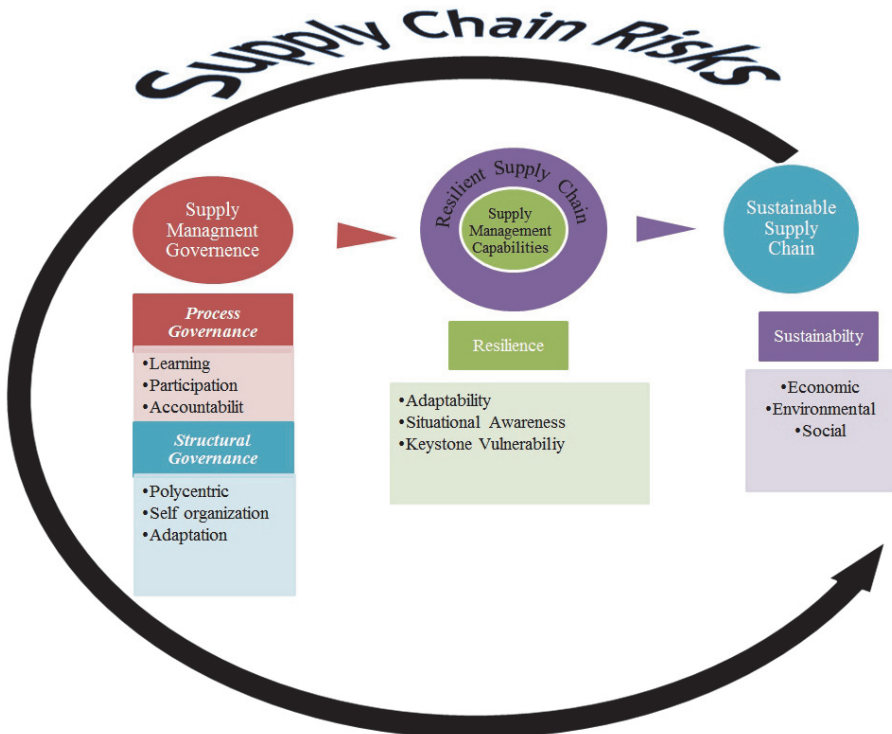 Supply Chain Risks
Supply
Managment
Governence
Resilient Supply Chain
Supply
Management
Capabilities
Sustainable
Supply
Chain
Process
Governance
•Learning
•Participation
•Accountabilit
Structural
Governance
•Polycentric
•Self organization
•Adaptation
Resilience
•Adaptability
•Situational Awareness
•Keystone Vulnerabiliy
Sustainabilty
•Economic
•Environmental
•Social